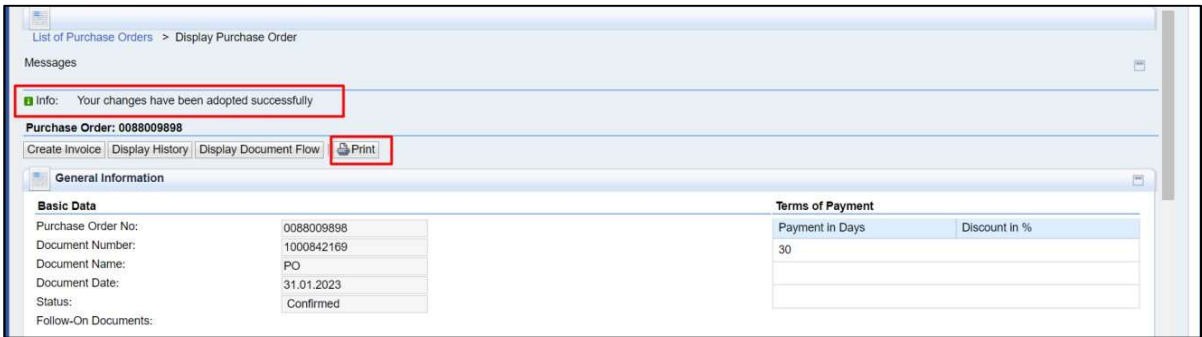 List of Purchase Orders > Display Purchase Order
Messages
Info: Your changes have been adopted successfully
Purchase Order: 0088009898
Create Invoice Display History Display Document Flow Print
General Information
Basic Data Terms of Payment
Purchase Order No: 0088009898 Payment in Days Discount in %
Document Number: 1000842169 30
Document Name: PO
Document Date: 31.01.2023
Status: Confirmed
Follow-On Documents: